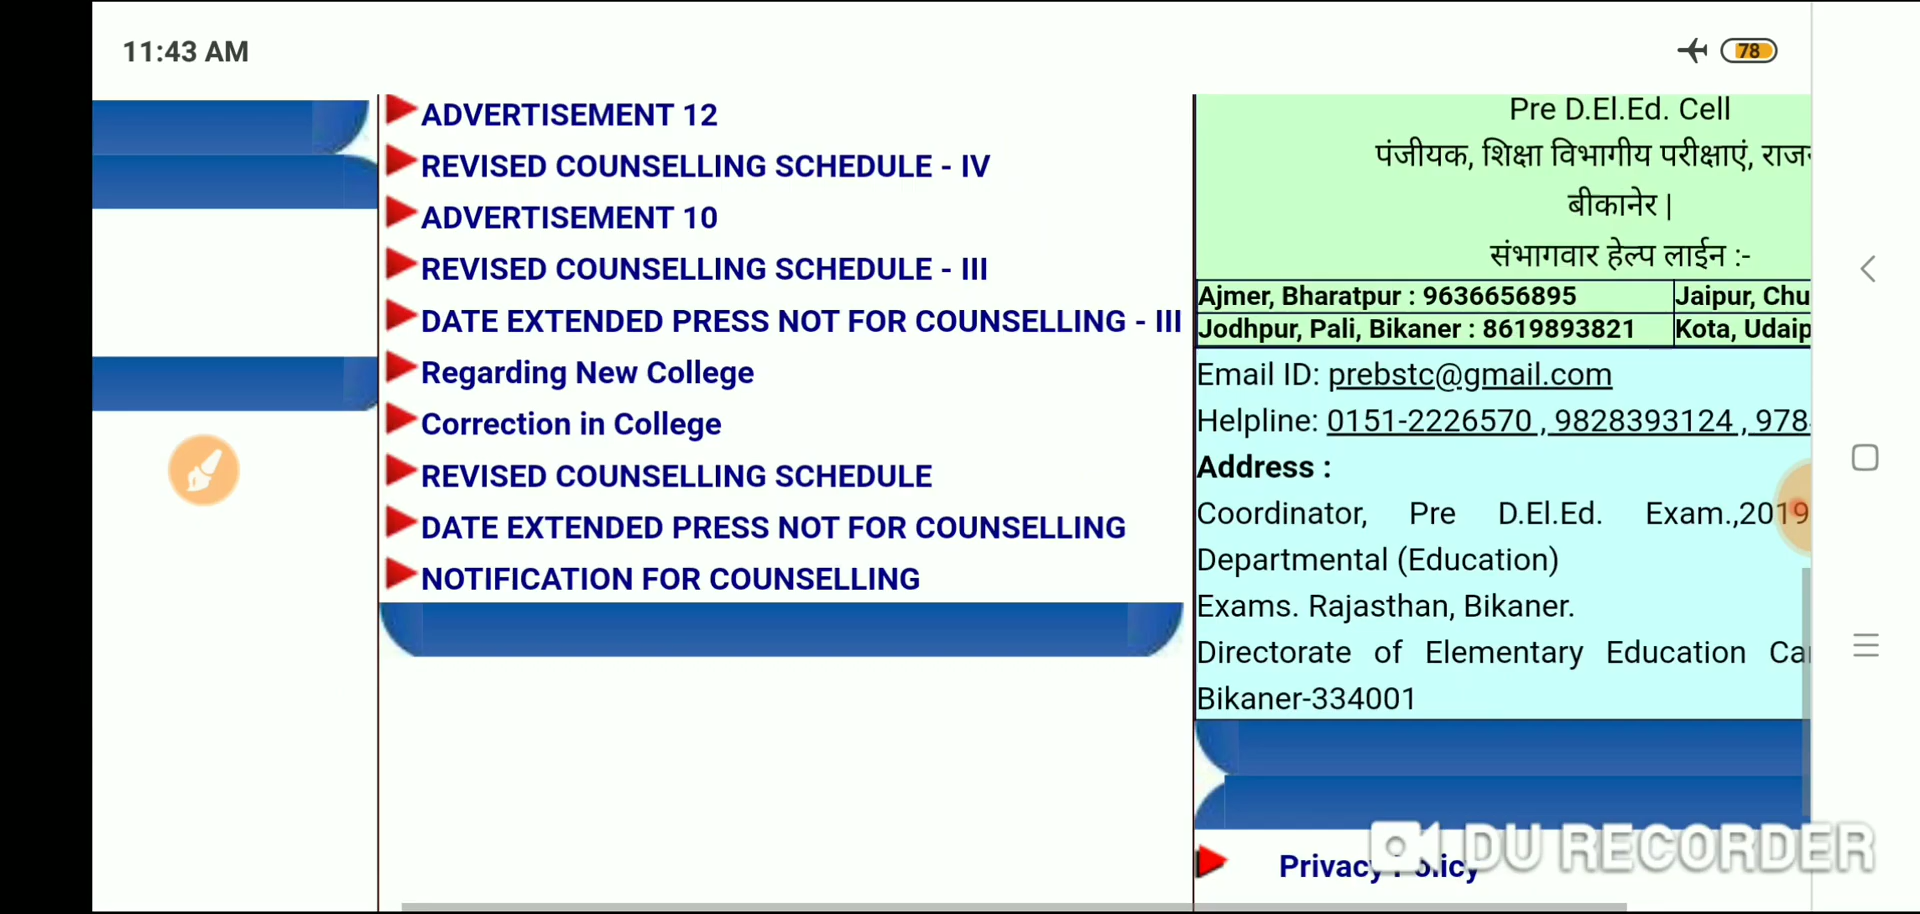 11:43 AM
78
ADVERTISEMENT 12
REVISED COUNSELLING SCHEDULE - IV
ADVERTISEMENT 10
REVISED COUNSELLING SCHEDULE - III
DATE EXTENDED PRESS NOT FOR COUNSELLING - III
Regarding New College
Correction in College
REVISED COUNSELLING SCHEDULE
DATE EXTENDED PRESS NOT FOR COUNSELLING
NOTIFICATION FOR COUNSELLING
Pre D.El.Ed. Cell
पंजीयक, शिक्षा विभागीय परीक्षाएं,
बीकानेर |
संभागवार हेल्प लाईन :-
Ajmer, Bharatpur : 9636656895 Jaipur,
Jodhpur, Pali, Bikaner : 8619893821 Kota,
Email ID: prebstc@gmail.com
Helpline: 0151-2226570 , 9828393124 ,
Address :
Coordinator, Pre D.El.Ed. Exam.,2019
Departmental (Education)
Exams. Rajasthan, Bikaner.
Directorate of Elementary Education
Bikaner-334001
Privacy Policy
DU RECORDER